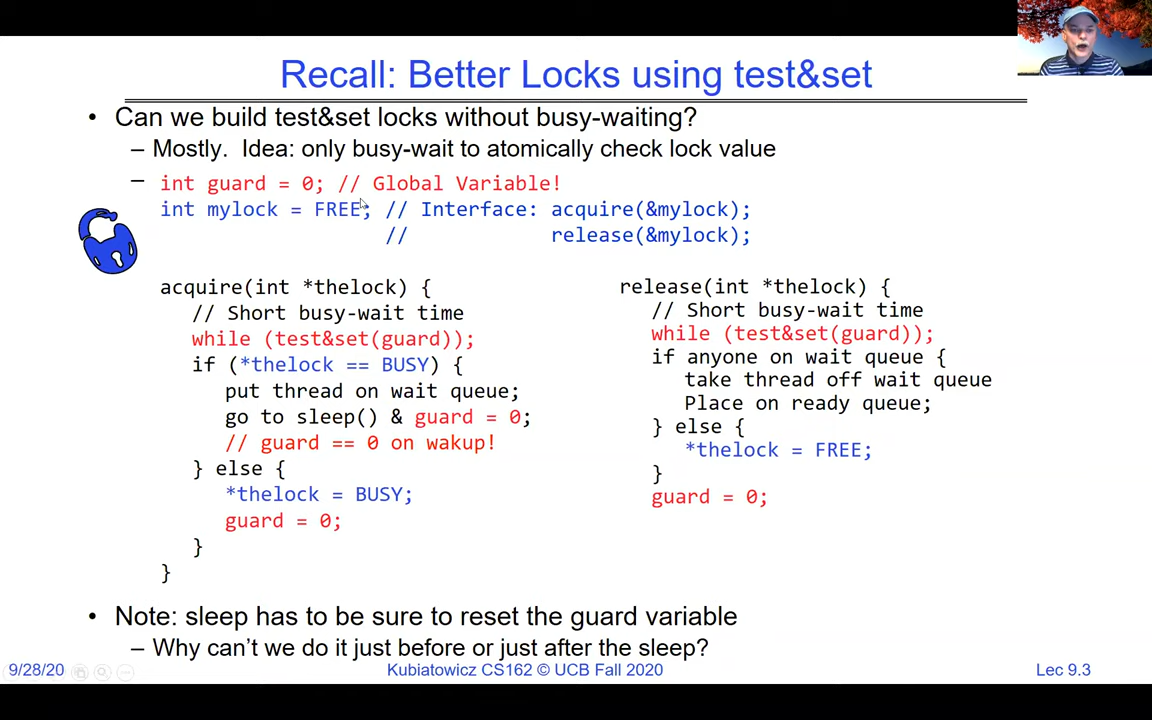 Recall: Better Locks using test&set
• Can we build test&set locks without busy-waiting?
– Mostly. Idea: only busy-wait to atomically check lock value
– int guard = 0; // Global Variable!
int mylock = FREE; // Interface: acquire(&mylock);
// release(&mylock);
acquire(int *thelock) {
// Short busy-wait time
while (test&set(guard));
if (*thelock == BUSY) {
put thread on wait queue;
go to sleep() & guard = 0;
// guard == 0 on wakup!
} else {
*thelock = BUSY;
guard = 0;
}
}
release(int *thelock) {
// Short busy-wait time
while (test&set(guard));
if anyone on wait queue {
take thread off wait queue
Place on ready queue;
} else {
*thelock = FREE;
}
guard = 0;
• Note: sleep has to be sure to reset the guard variable
– Why can't we do it just before or just after the sleep?
9/28/20
Kubiatowicz CS162 © UCB Fall 2020
Lec 9.3